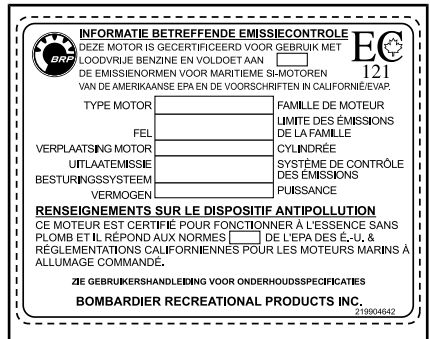 BRP
INFORMATIE BETREFFENDE EMISSIECONTROLE
DEZE MOTOR IS GECERTIFICEERD VOOR GEBRUIK MET
LOODVRIJE BENZINE EN VOLDOET AAN
DE EMISSIENORMEN VOOR MARITIEME SI-MOTOREN
VAN DE AMERIKAANSE EPA EN DE VOORSCHRIFTEN IN CALIFORNIË/EVAP.
EC
121
TYPE MOTOR FAMILLE DE MOTEUR
LIMITE DES ÉMISSIONS
FEL DE LA FAMILLE
VERPLAATSING MOTOR CYLINDRÉE
UITLAATEMISSIE SYSTÈME DE CONTRÔLE
BESTURINGSSYSTEEM DES ÉMISSIONS
VERMOGEN PUISSANCE
RENSEIGNEMENTS SUR LE DISPOSITIF ANTIPOLLUTION
CE MOTEUR EST CERTIFIÉ POUR FONCTIONNER À L'ESSENCE SANS
PLOMB ET IL RÉPOND AUX NORMES DE L'EPA DES É.-U. &
RÉGLEMENTATIONS CALIFORNIENNES POUR LES MOTEURS MARINS À
ALLUMAGE COMMANDÉ.
ZIE GEBRUIKERSHANDLEIDING VOOR ONDERHOUDSSPECIFICATIES
BOMBARDIER RECREATIONAL PRODUCTS INC.
219904642